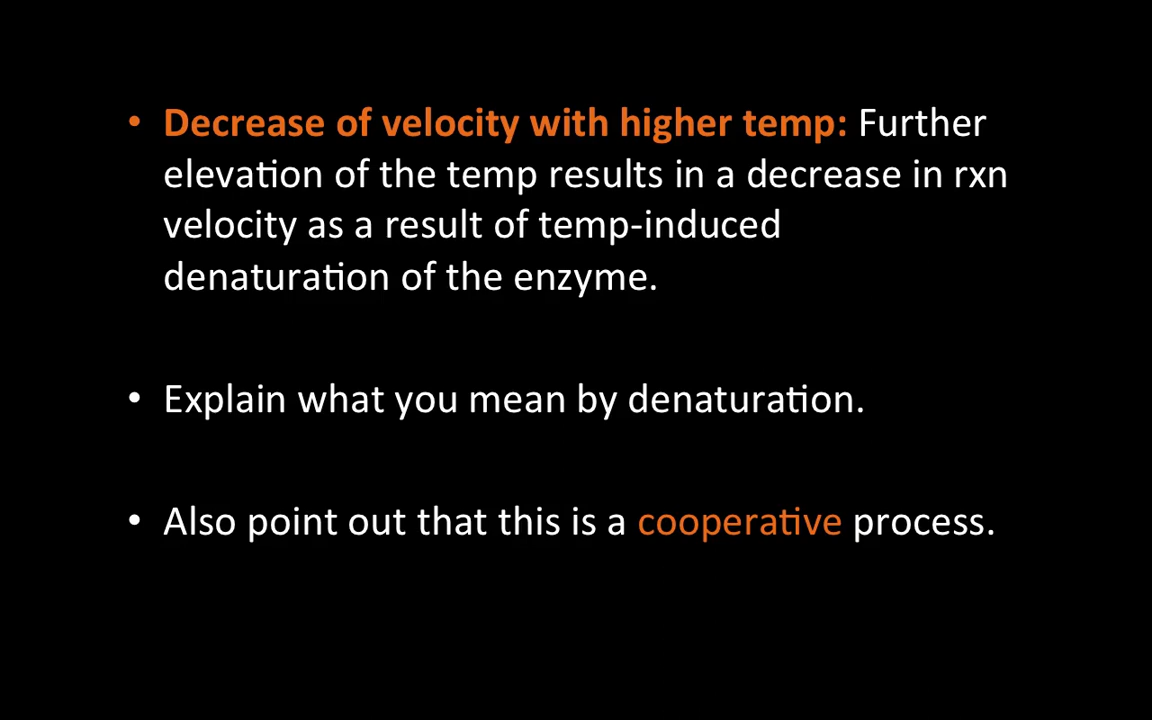 • Decrease of velocity with higher temp: Further
elevation of the temp results in a decrease in rxn
velocity as a result of temp-induced
denaturation of the enzyme.
• Explain what you mean by denaturation.
• Also point out that this is a cooperative process.